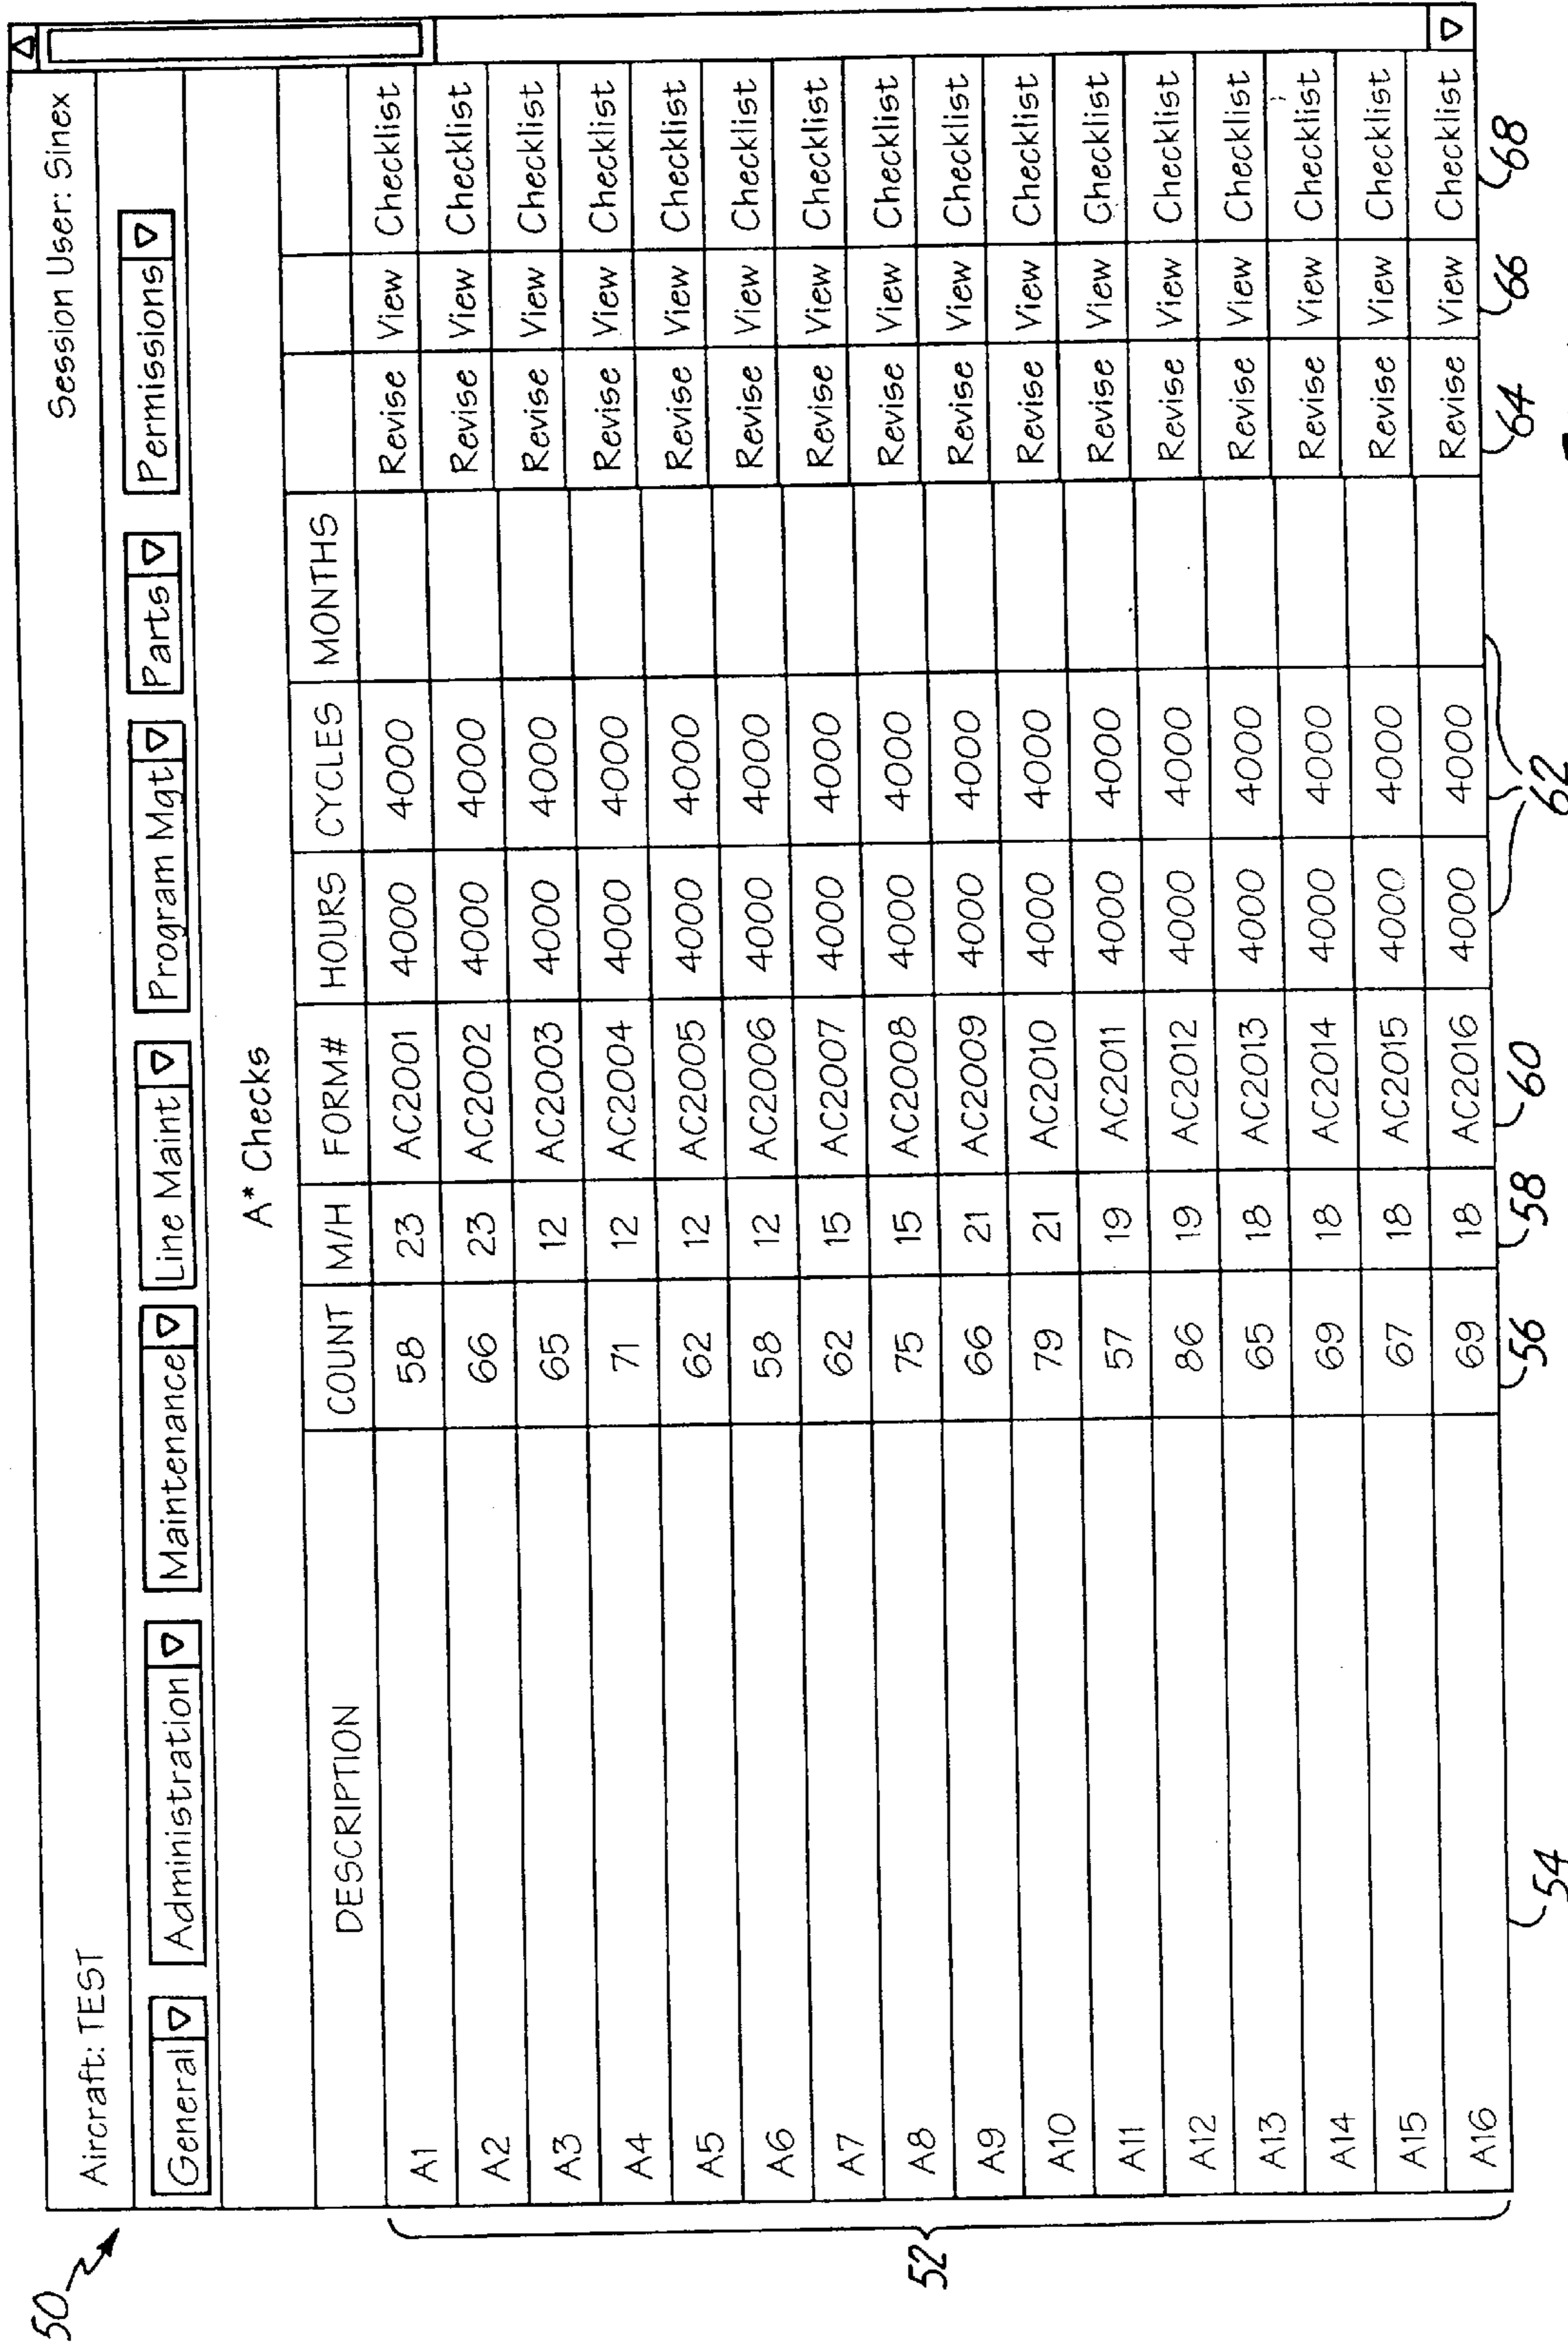 50
Aircraft: TEST Session User: Sinex
General Administration Maintenance Line Maint Program Mgt Parts Permissions
A* Checks
DESCRIPTION COUNT M/H FORM# HOURS CYCLES MONTHS
A1 58 23 AC2001 4000 4000 Revise View Checklist
A2 66 23 AC2002 4000 4000 Revise View Checklist
A3 65 12 AC2003 4000 4000 Revise View Checklist
A4 71 12 AC2004 4000 4000 Revise View Checklist
A5 62 12 AC2005 4000 4000 Revise View Checklist
A6 58 12 AC2006 4000 4000 Revise View Checklist
A7 62 15 AC2007 4000 4000 Revise View Checklist
A8 75 15 AC2008 4000 4000 Revise View Checklist
A9 66 21 AC2009 4000 4000 Revise View Checklist
A10 79 21 AC2010 4000 4000 Revise View Checklist
A11 57 19 AC2011 4000 4000 Revise View Checklist
A12 86 19 AC2012 4000 4000 Revise View Checklist
A13 65 18 AC2013 4000 4000 Revise View Checklist
A14 69 18 AC2014 4000 4000 Revise View Checklist
A15 67 18 AC2015 4000 4000 Revise View Checklist
A16 69 18 AC2016 4000 4000 Revise View Checklist
52
54 56 58 60 62 64 66 68